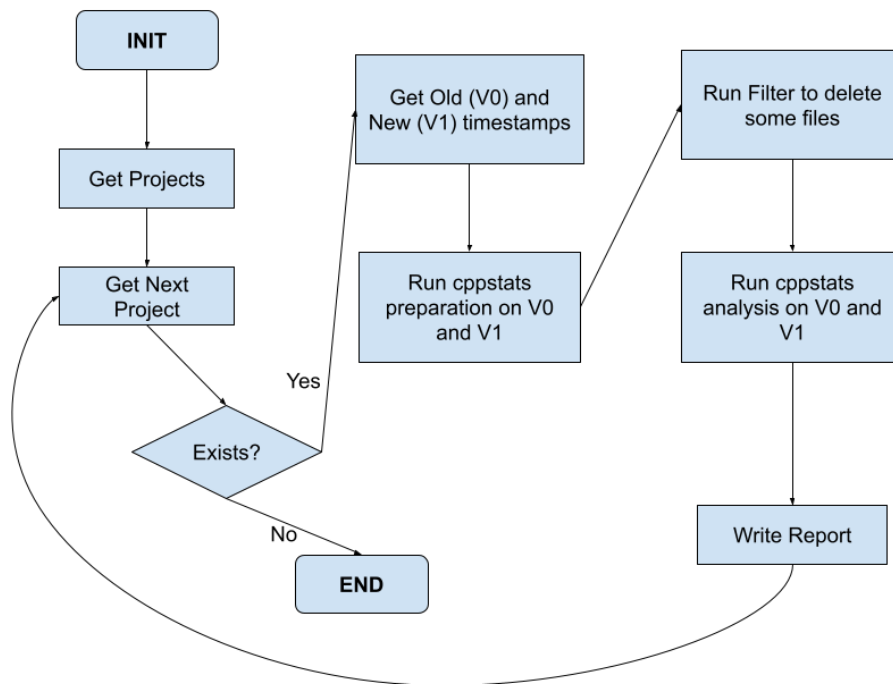 INIT
Get Projects
Get Next
Project
Exists?
Yes
No
END
Get Old (V0) and
New (V1) timestamps
Run cppstats
preparation on V0
and V1
Run Filter to delete
some files
Run cppstats
analysis on V0 and
V1
Write Report